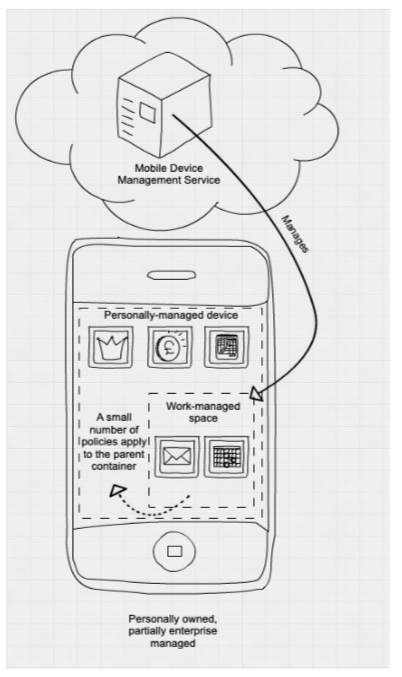 Mobile Device
Management Service
Manages
Personally-managed device
£
Work-managed
space
A small
number of
policies apply
to the parent
container
Personally owned,
partially enterprise
managed